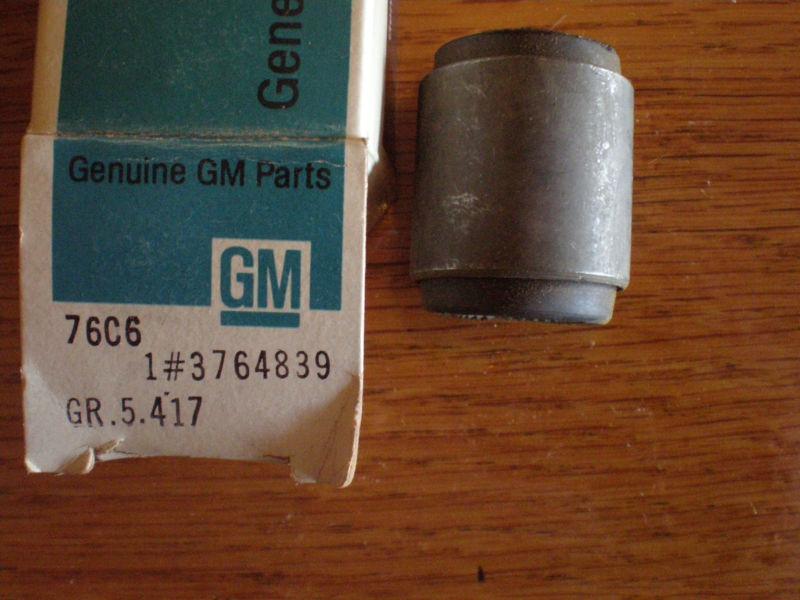 Gene
Genuine GM Parts
GM
76C6
1#3764839
GR.5.417